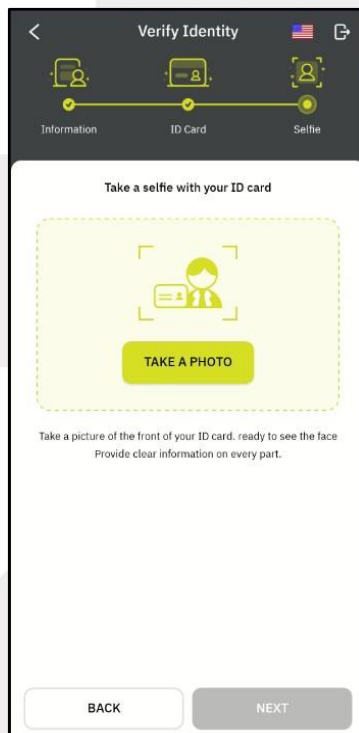 Verify Identity
Information
ID Card
Selfie
Take a selfie with your ID card
TAKE A PHOTO
Take a picture of the front of your ID card. ready to see the face
Provide clear information on every part.
BACK
NEXT